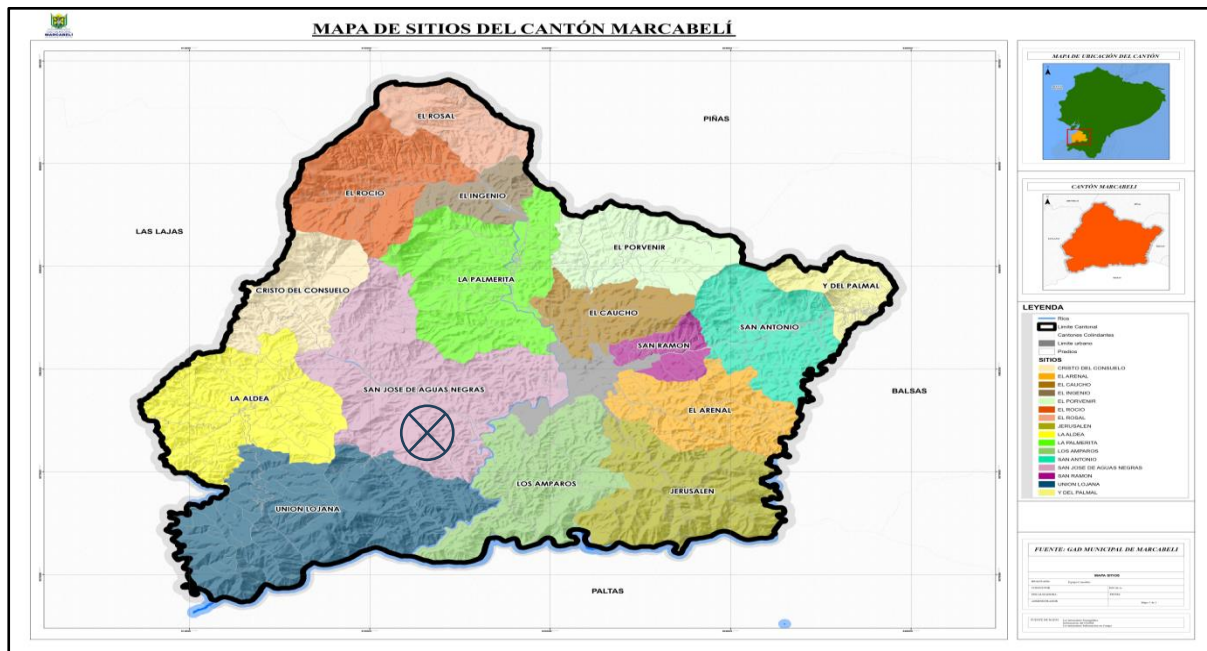 MARCABELÍ
MAPA DE SITIOS DEL CANTÓN MARCABELÍ
EL ROSAL
PIÑAS
EL ROCIO
EL INGENIO
LAS LAJAS
EL PORVENIR
LA PALMERITA
CRISTO DEL CONSUELO
Y DEL PALMAL
EL CAUCHO
SAN ANTONIO
SAN RAMON
SAN JOSE DE AGUAS NEGRAS
BALSAS
LA ALDEA
EL ARENAL
LOS AMPAROS
JERUSALEN
UNION LOJANA
PALTAS
MAPA DE UBICACIÓN DEL CANTÓN
CANTÓN MARCABELÍ
LEYENDA
Rios
Limite Cantonal
Cantones Colindantes
Limite urbano
Predios
SITIOS
CRISTO DEL CONSUELO
EL ARENAL
EL CAUCHO
EL INGENIO
EL PORVENIR
EL ROCIO
EL ROSAL
JERUSALEN
LA ALDEA
LA PALMERITA
LOS AMPAROS
SAN ANTONIO
SAN JOSE DE AGUAS NEGRAS
SAN RAMON
UNION LOJANA
Y DEL PALMAL
FUENTE: GAD MUNICIPAL DE MARCABELI
MAPA SITIOS